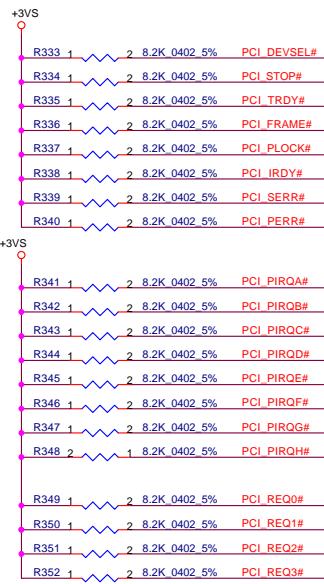 +3VS
R333 1 2 8.2K_0402_5% PCI_DEVSEL#
R334 1 2 8.2K_0402_5% PCI_STOP#
R335 1 2 8.2K_0402_5% PCI_TRDY#
R336 1 2 8.2K_0402_5% PCI_FRAME#
R337 1 2 8.2K_0402_5% PCI_PLOCK#
R338 1 2 8.2K_0402_5% PCI_IRDY#
R339 1 2 8.2K_0402_5% PCI_SERR#
R340 1 2 8.2K_0402_5% PCI_PERR#
+3VS
R341 1 2 8.2K_0402_5% PCI_PIRQA#
R342 1 2 8.2K_0402_5% PCI_PIRQB#
R343 1 2 8.2K_0402_5% PCI_PIRQC#
R344 1 2 8.2K_0402_5% PCI_PIRQD#
R345 1 2 8.2K_0402_5% PCI_PIRQE#
R346 1 2 8.2K_0402_5% PCI_PIRQF#
R347 1 2 8.2K_0402_5% PCI_PIRQG#
R348 2 1 8.2K_0402_5% PCI_PIRQH#
R349 1 2 8.2K_0402_5% PCI_REQ0#
R350 1 2 8.2K_0402_5% PCI_REQ1#
R351 1 2 8.2K_0402_5% PCI_REQ2#
R352 1 2 8.2K_0402_5% PCI_REQ3#